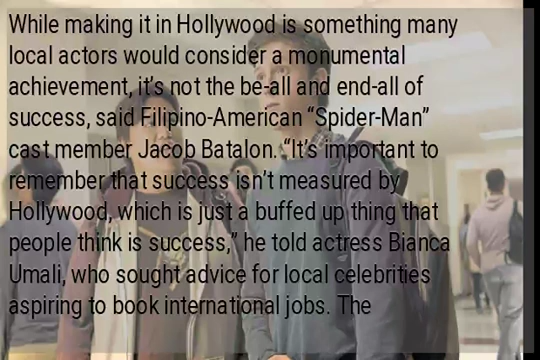 While making it in Hollywood is something many
local actors would consider a monumental
achievement, it's not the be-all and end-all of
success, said Filipino-American “Spider-Man”
cast member Jacob Batalon. “It's important to
remember that success isn't measured by
Hollywood, which is just a buffed up thing that
people think is success,” he told actress Bianca
Umali, who sought advice for local celebrities
aspiring to book international jobs. The